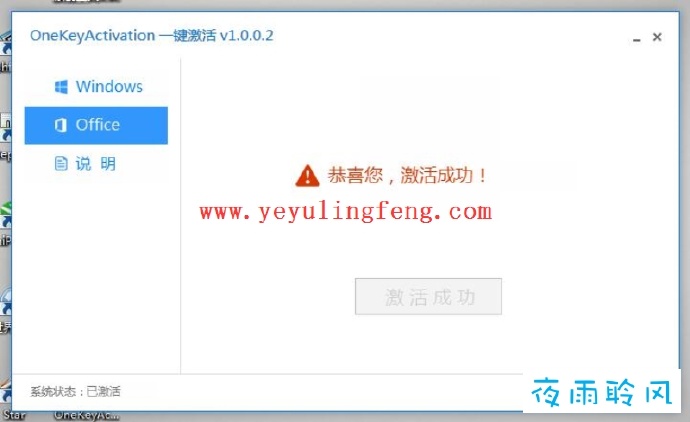 OneKeyActivation 一键激活 v1.0.0.2
Windows
Office
说 明
恭喜您，激活成功！
www.yeyulingfeng.com
激活成功
系统状态：已激活
夜雨聆风
Star
OneKeyAc...